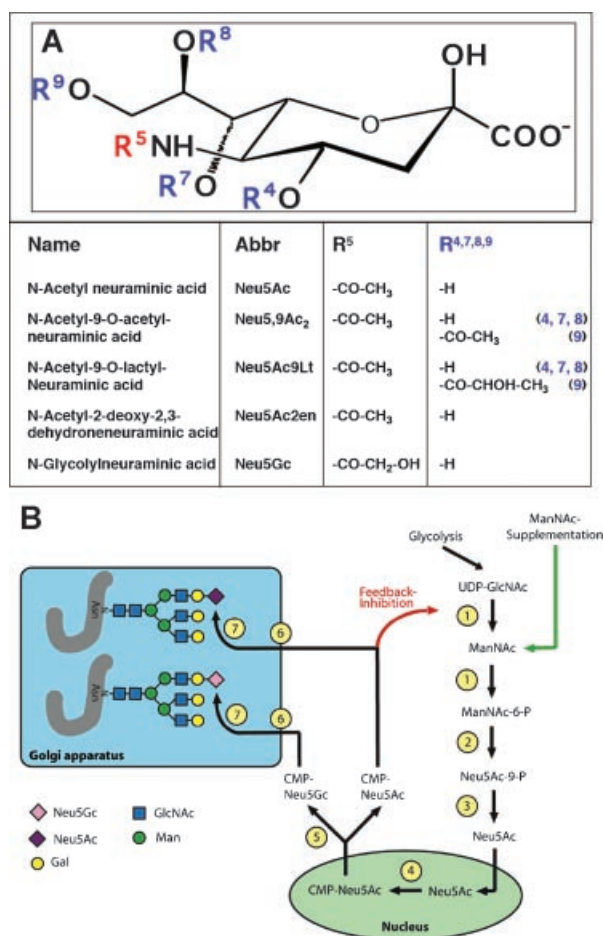 A
OR⁸
R⁹O
OH
O
COO⁻
R⁵NH
R⁷O
R⁴O
Name Abbr R⁵ R⁴,⁷,⁸,⁹
N-Acetyl neuraminic acid Neu5Ac -CO-CH₃ -H
N-Acetyl-9-O-acetyl- Neu5,9Ac₂ -CO-CH₃ -H (4, 7, 8)
neuraminic acid -CO-CH₃ (9)
N-Acetyl-9-O-lactyl- Neu5Ac9Lt -CO-CH₃ -H (4, 7, 8)
Neuraminic acid -CO-CHOH-CH₃ (9)
N-Acetyl-2-deoxy-2,3- Neu5Ac2en -CO-CH₃ -H
dehydroneneuraminic acid
N-Glycolylneuraminic acid Neu5Gc -CO-CH₂-OH -H
B
ManNAc-
Supplementation
Glycolysis
Feedback-
Inhibition
UDP-GlcNAc
1
ManNAc
1
ManNAc-6-P
2
Neu5Ac-9-P
3
Neu5Ac
Asn
N
7
6
Asn
N
7
6
Golgi apparatus
CMP-
Neu5Gc
CMP-
Neu5Ac
5
4
CMP-Neu5Ac
Neu5Ac
Nucleus
Neu5Gc
GlcNAc
Neu5Ac
Man
Gal